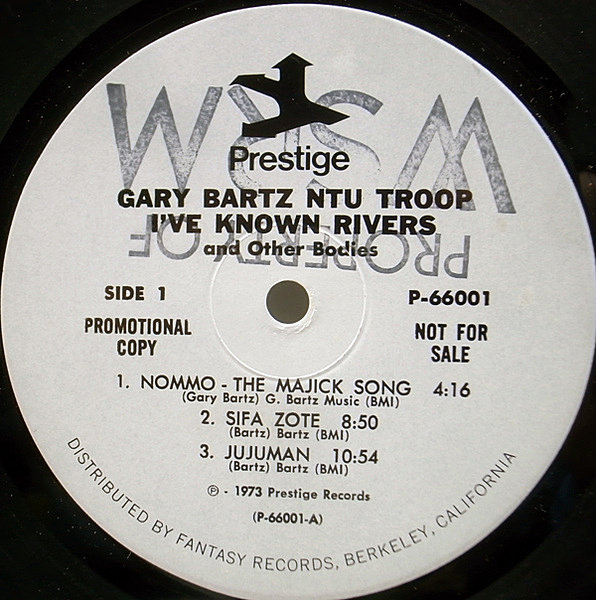 PROPERTY OF
Prestige
GARY BARTZ NTU TROOP
I'VE KNOWN RIVERS
and Other Bodies
SIDE 1
P-66001
PROMOTIONAL
COPY
NOT FOR
SALE
1. NOMMO - THE MAJICK SONG 4:16
(Gary Bartz) G. Bartz Music (BMI)
2. SIFA ZOTE 8:50
(Bartz) Bartz (BMI)
3. JUJUMAN 10:54
(Bartz) Bartz (BMI)
℗ - 1973 Prestige Records
(P-66001-A)
DISTRIBUTED BY FANTASY RECORDS, BERKELEY, CALIFORNIA